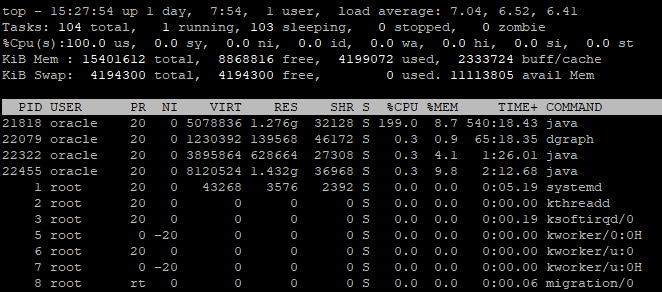 top - 15:27:54 up 1 day,  7:54,  1 user,  load average: 7.04, 6.52, 6.41
Tasks: 104 total,   1 running, 103 sleeping,   0 stopped,   0 zombie
%Cpu(s):100.0 us,  0.0 sy,  0.0 ni,  0.0 id,  0.0 wa,  0.0 hi,  0.0 si,  0.0 st
KiB Mem : 15401612 total,  8868816 free,  4199072 used,  2333724 buff/cache
KiB Swap:  4194300 total,  4194300 free,        0 used. 11113805 avail Mem
PID USER      PR  NI    VIRT    RES    SHR S  %CPU %MEM     TIME+ COMMAND
21818 oracle    20   0 5078836 1.276g  32128 S 199.0  8.7 540:18.43 java
22079 oracle    20   0 1230392 139568  46172 S   0.3  0.9  65:18.35 dgraph
22322 oracle    20   0 3895864 628664  27308 S   0.3  4.1   1:26.01 java
22455 oracle    20   0 8120524 1.432g  36968 S   0.3  9.8   2:12.68 java
1 root      20   0   43268   3576   2392 S   0.0  0.0   0:05.19 systemd
2 root      20   0       0      0      0 S   0.0  0.0   0:00.00 kthreadd
3 root      20   0       0      0      0 S   0.0  0.0   0:00.19 ksoftirqd/0
5 root       0 -20       0      0      0 S   0.0  0.0   0:00.00 kworker/0:0H
6 root      20   0       0      0      0 S   0.0  0.0   0:00.00 kworker/u:0
7 root       0 -20       0      0      0 S   0.0  0.0   0:00.00 kworker/u:0H
8 root      rt   0       0      0      0 S   0.0  0.0   0:00.06 migration/0